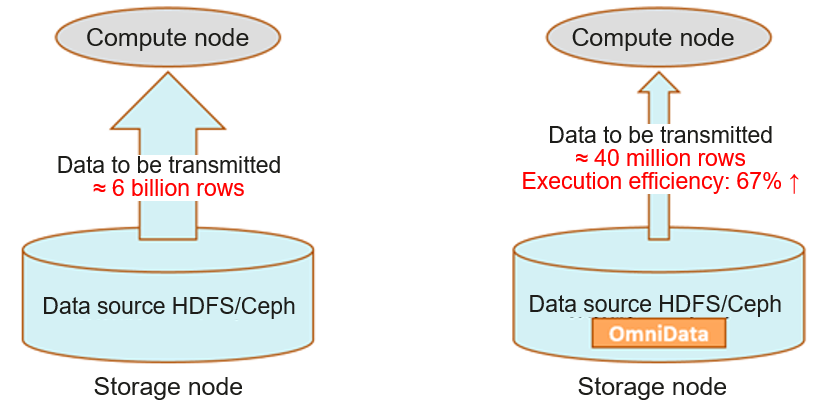 Compute node
Data to be transmitted
≈ 6 billion rows
Data source HDFS/Ceph
Storage node
Compute node
Data to be transmitted
≈ 40 million rows
Execution efficiency: 67% ↑
Data source HDFS/Ceph
OmniData
Storage node